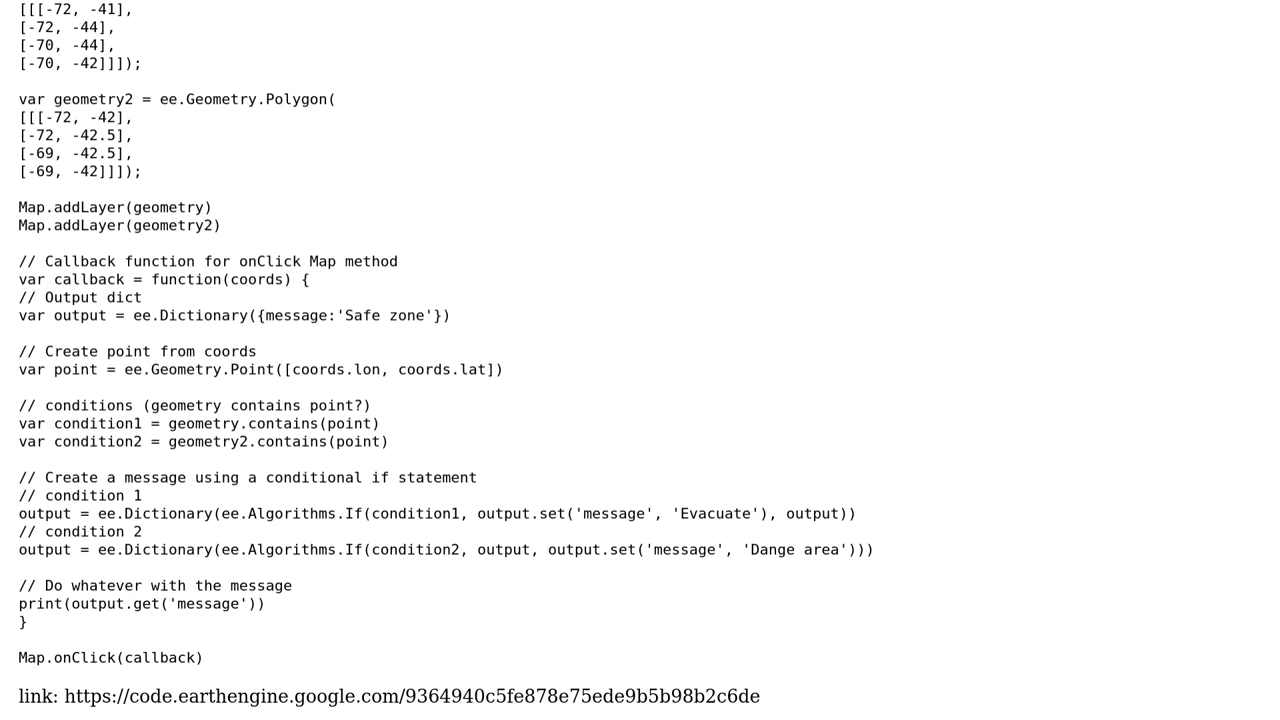 [[[-72, -41],
[-72, -44],
[-70, -44],
[-70, -42]]]);
var geometry2 = ee.Geometry.Polygon(
[[[-72, -42],
[-72, -42.5],
[-69, -42.5],
[-69, -42]]]);
Map.addLayer(geometry)
Map.addLayer(geometry2)
// Callback function for onClick Map method
var callback = function(coords) {
// Output dict
var output = ee.Dictionary({message:'Safe zone'})
// Create point from coords
var point = ee.Geometry.Point([coords.lon, coords.lat])
// conditions (geometry contains point?)
var condition1 = geometry.contains(point)
var condition2 = geometry2.contains(point)
// Create a message using a conditional if statement
// condition 1
output = ee.Dictionary(ee.Algorithms.If(condition1, output.set('message', 'Evacuate'), output))
// condition 2
output = ee.Dictionary(ee.Algorithms.If(condition2, output, output.set('message', 'Dange area')))
// Do whatever with the message
print(output.get('message'))
}
Map.onClick(callback)
link: https://code.earthengine.google.com/9364940c5fe878e75ede9b5b98b2c6de